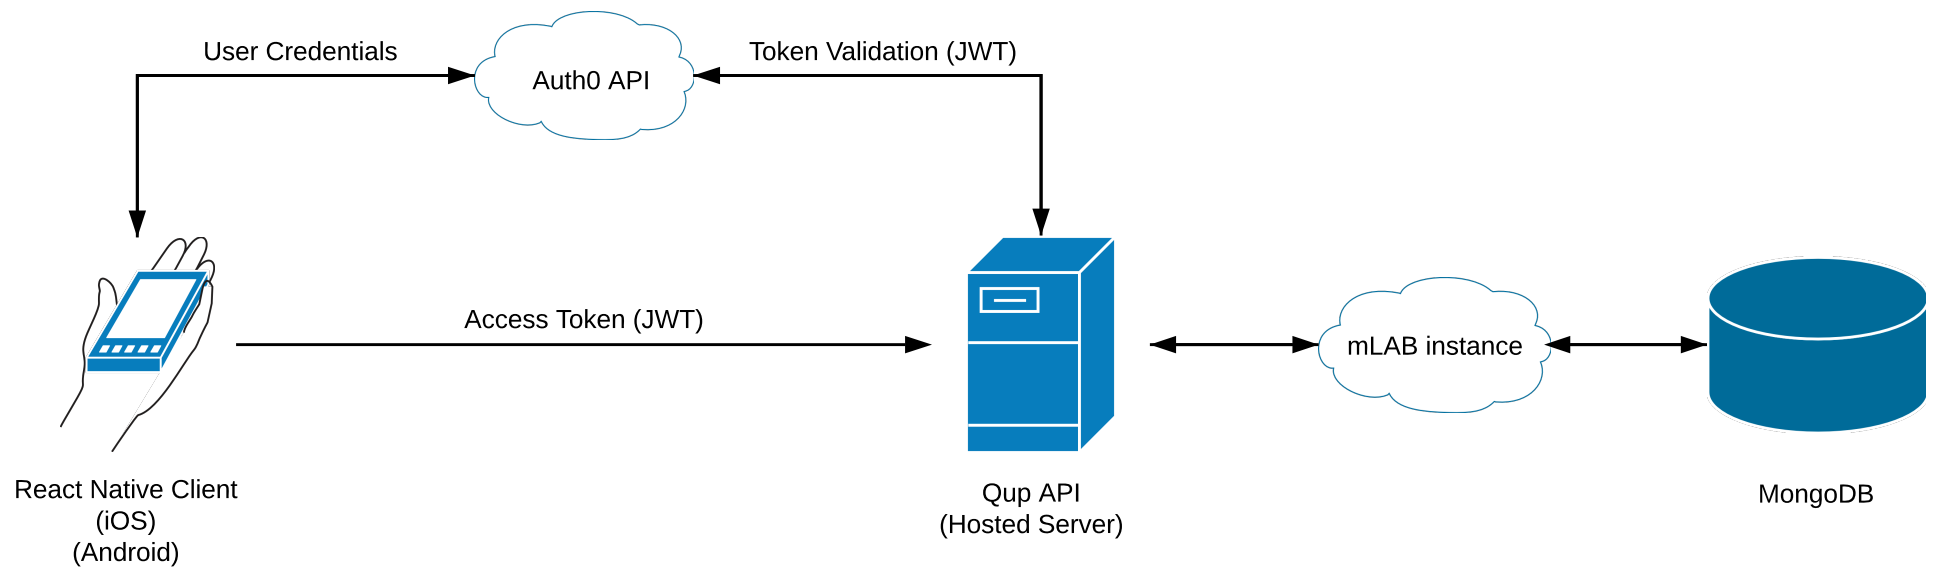 User Credentials
Auth0 API
Token Validation (JWT)
Access Token (JWT)
mLAB instance
React Native Client
(iOS)
(Android)
Qup API
(Hosted Server)
MongoDB